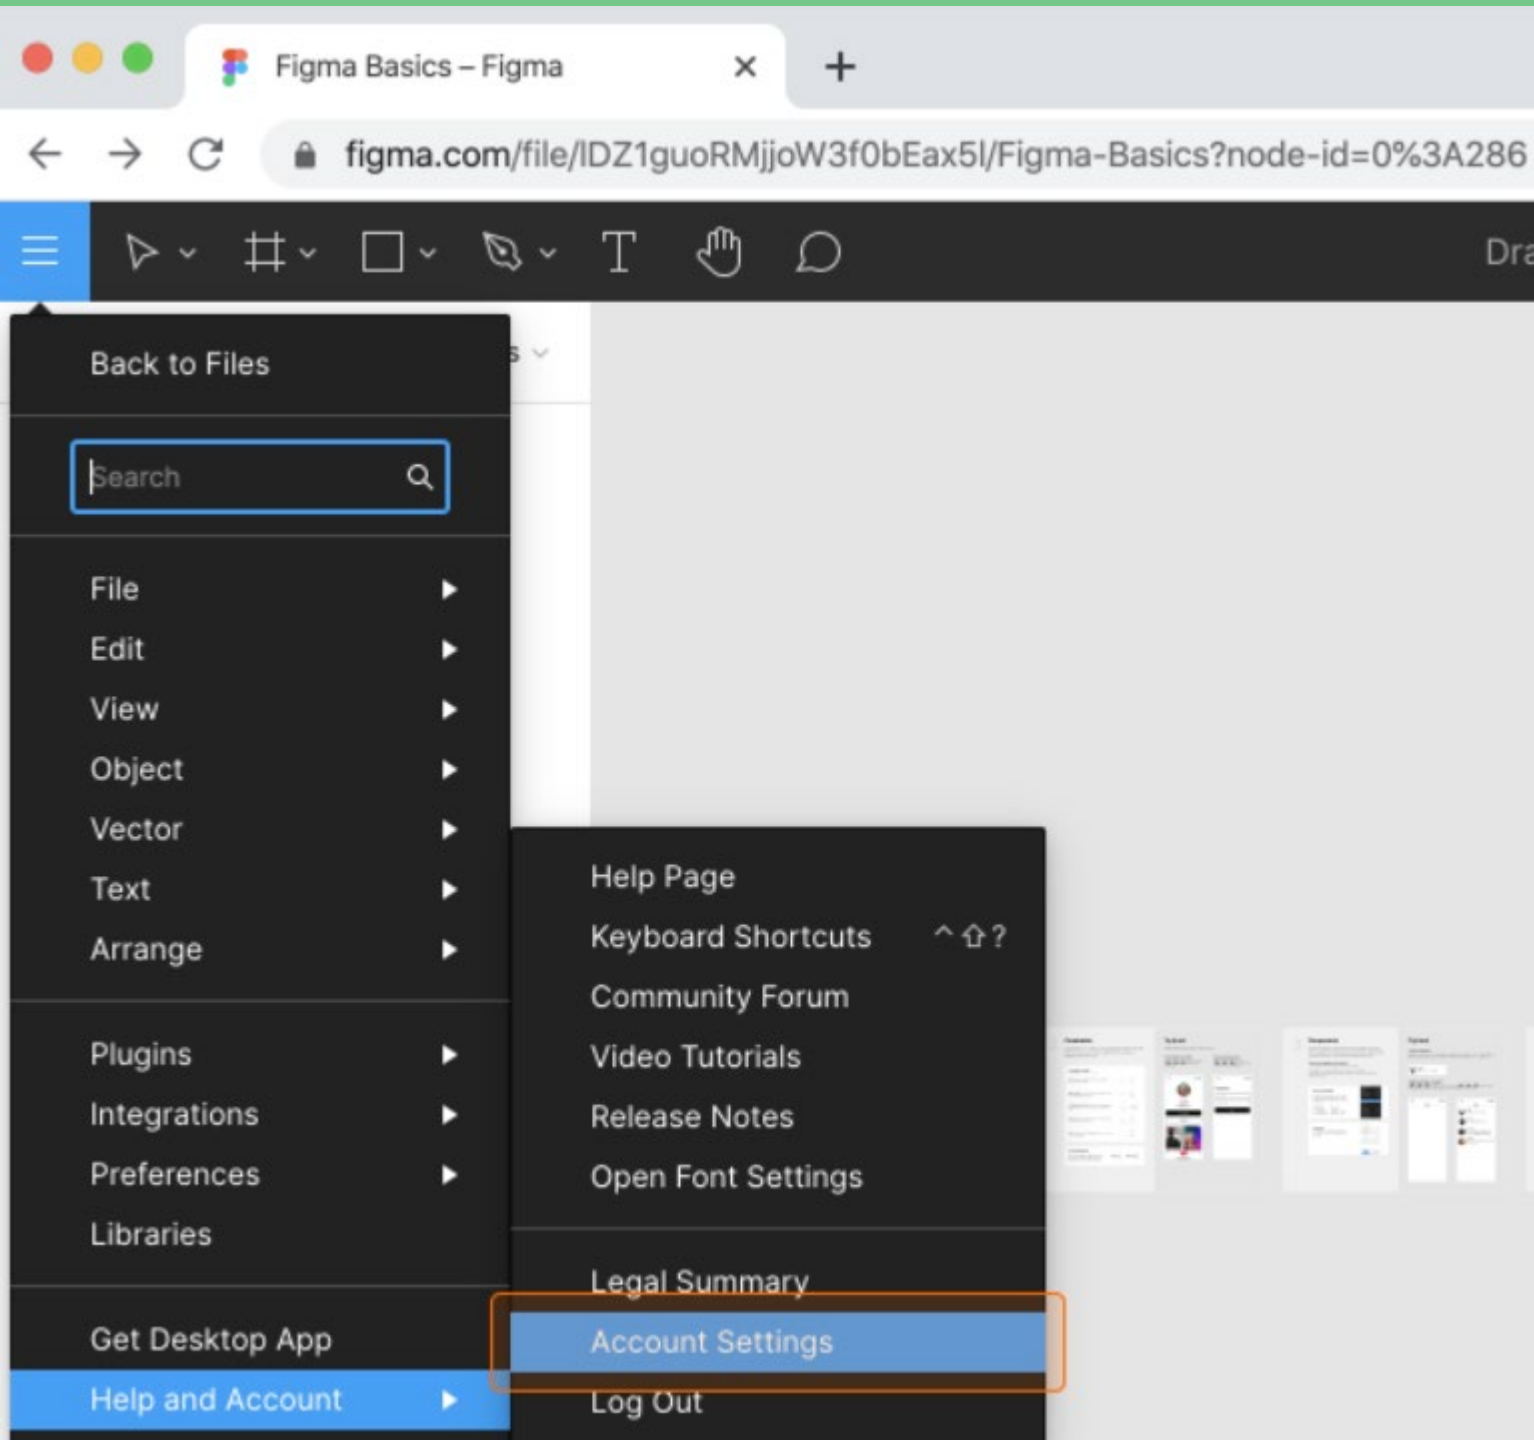 Figma Basics – Figma
figma.com/file/IDZ1guoRMjjoW3f0bEax5l/Figma-Basics?node-id=0%3A286
Dra
Back to Files
s
Search
File
Edit
View
Object
Vector
Text
Arrange
Plugins
Integrations
Preferences
Libraries
Get Desktop App
Help and Account
Help Page
Keyboard Shortcuts ^⇧?
Community Forum
Video Tutorials
Release Notes
Open Font Settings
Legal Summary
Account Settings
Log Out